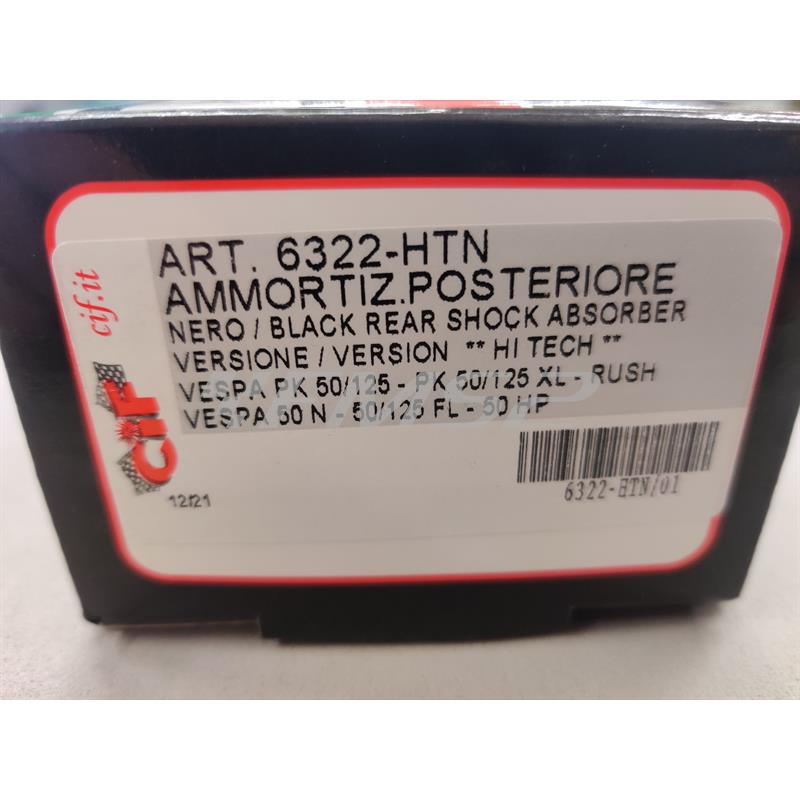 ART. 6322-HTN
AMMORTIZ.POSTERIORE
NERO / BLACK REAR SHOCK ABSORBER
VERSIONE / VERSION ** HI TECH **
VESPA PK 50/125 - PK 50/125 XL - RUSH
VESPA 50 N - 50/125 FL - 50 HP
cif.it
CIF
12/21
6322-HTN/01